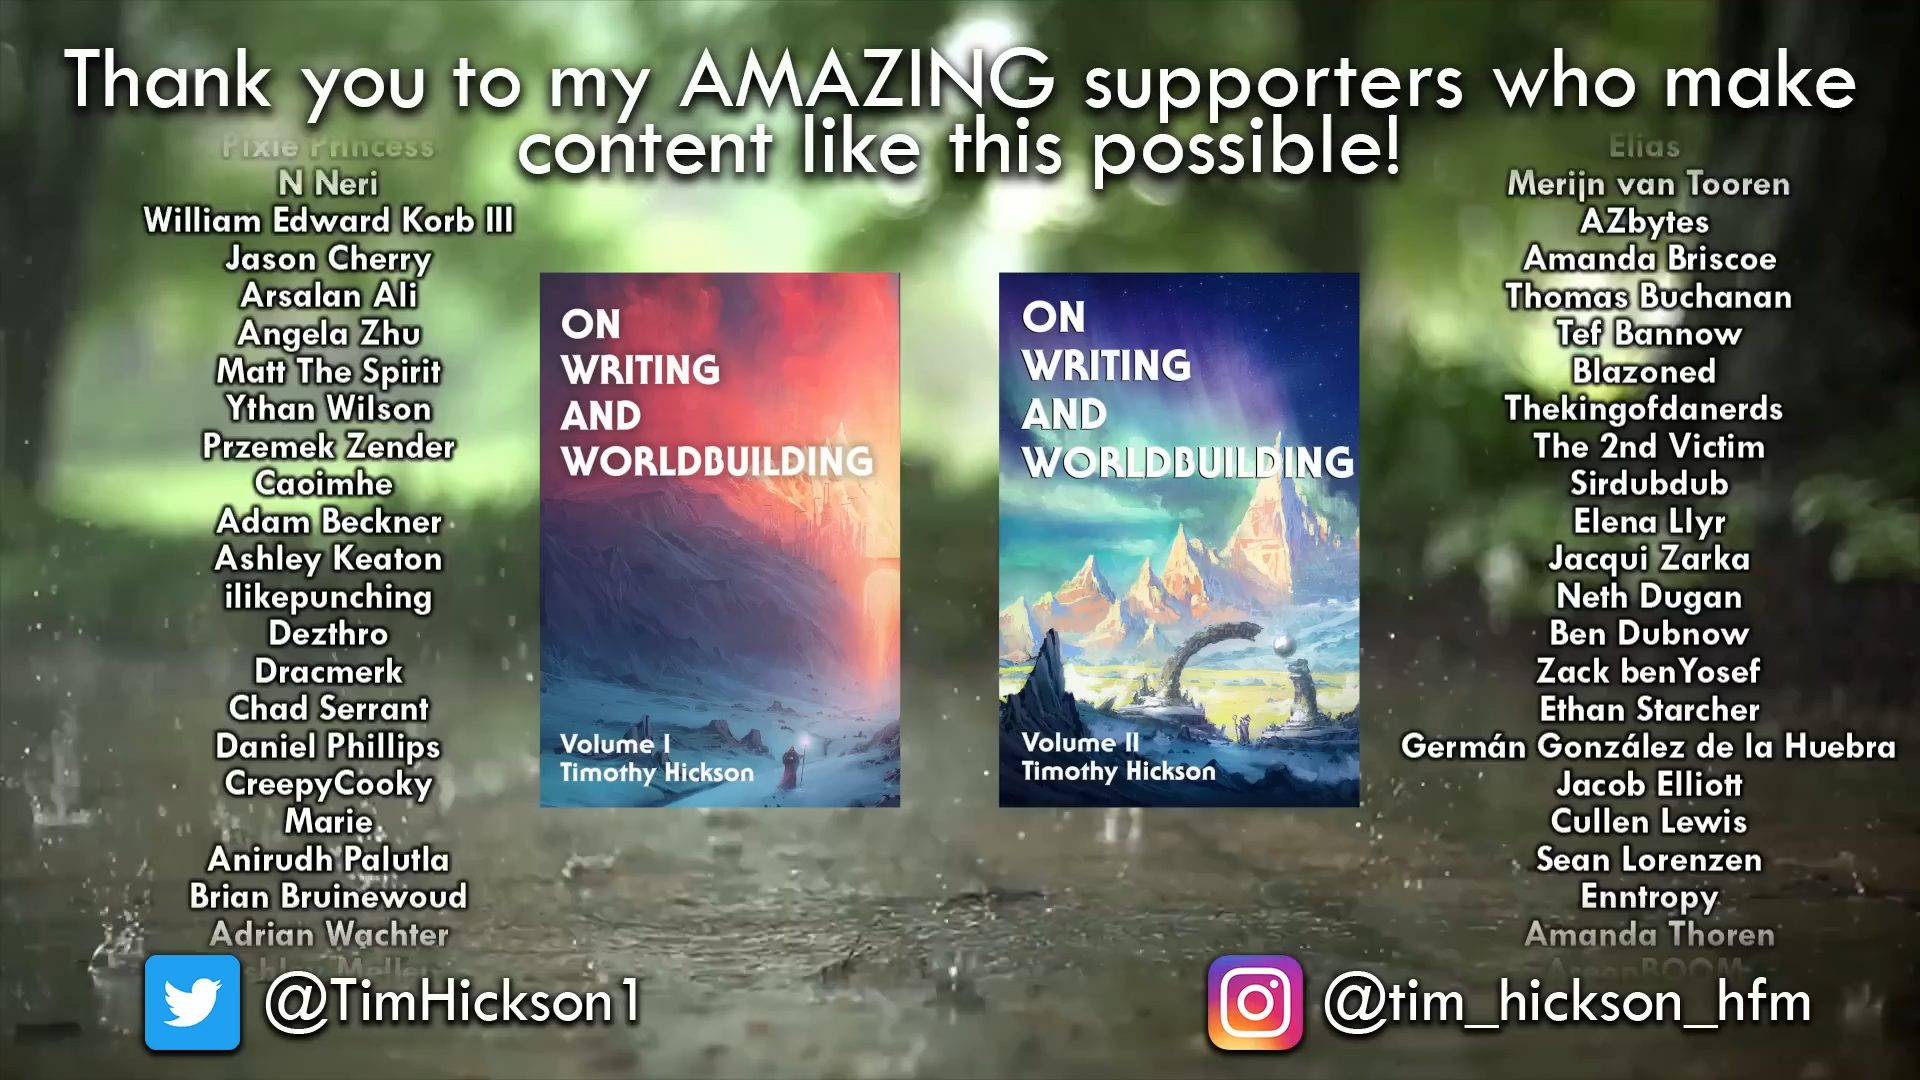 Thank you to my AMAZING supporters who make
content like this possible!
Pixie Princess
N Neri
William Edward Korb III
Jason Cherry
Arsalan Ali
Angela Zhu
Matt The Spirit
Ythan Wilson
Przemek Zender
Caoimhe
Adam Beckner
Ashley Keaton
ilikepunching
Dezthro
Dracmerk
Chad Serrant
Daniel Phillips
CreepyCooky
Marie
Anirudh Palutla
Brian Bruinewoud
Adrian Wachter
ON
WRITING
AND
WORLDBUILDING
Volume I
Timothy Hickson
ON
WRITING
AND
WORLDBUILDING
Volume II
Timothy Hickson
Elias
Merijn van Tooren
AZbytes
Amanda Briscoe
Thomas Buchanan
Tef Bannow
Blazoned
Thekingofdanerds
The 2nd Victim
Sirdubdub
Elena Llyr
Jacqui Zarka
Neth Dugan
Ben Dubnow
Zack benYosef
Ethan Starcher
Germán González de la Huebra
Jacob Elliott
Cullen Lewis
Sean Lorenzen
Enntropy
Amanda Thoren
@TimHickson1
@tim_hickson_hfm